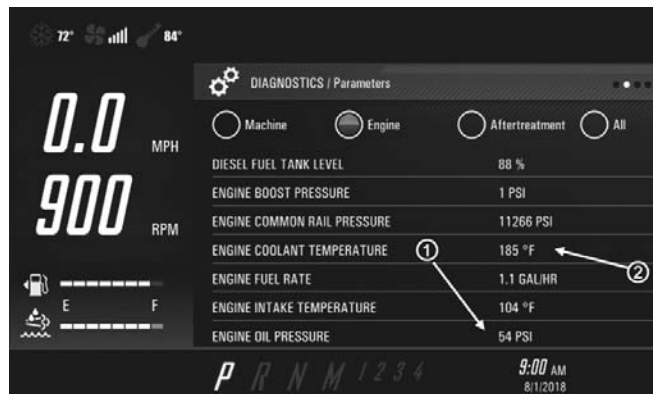 72° 84°
DIAGNOSTICS / Parameters
Machine Engine Aftertreatment All
0.0 MPH
900 RPM
DIESEL FUEL TANK LEVEL 88 %
ENGINE BOOST PRESSURE 1 PSI
ENGINE COMMON RAIL PRESSURE 11266 PSI
ENGINE COOLANT TEMPERATURE 1 185 °F
2
ENGINE FUEL RATE 1.1 GAL/HR
ENGINE INTAKE TEMPERATURE 104 °F
ENGINE OIL PRESSURE 54 PSI
E F
P R N M 1 2 3 4
9:00 AM
8/1/2018